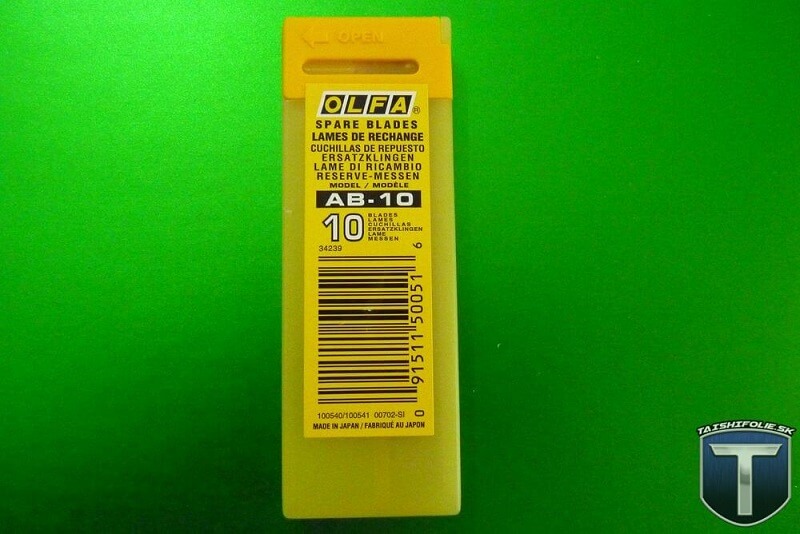 OPEN
OLFA®
SPARE BLADES
LAMES DE RECHANGE
CUCHILLAS DE REPUESTO
ERSATZKLINGEN
LAME DI RICAMBIO
RESERVE-MESSEN
MODEL / MODÈLE
AB-10
10
BLADES
LAMES
CUCHILLAS
ERSATZKLINGEN
LAME
MESSEN
34239
0 91511 50051 6
100540/100541 00702-SI
MADE IN JAPAN / FABRIQUÉ AU JAPON
TAISHIFOLIE.SK
T